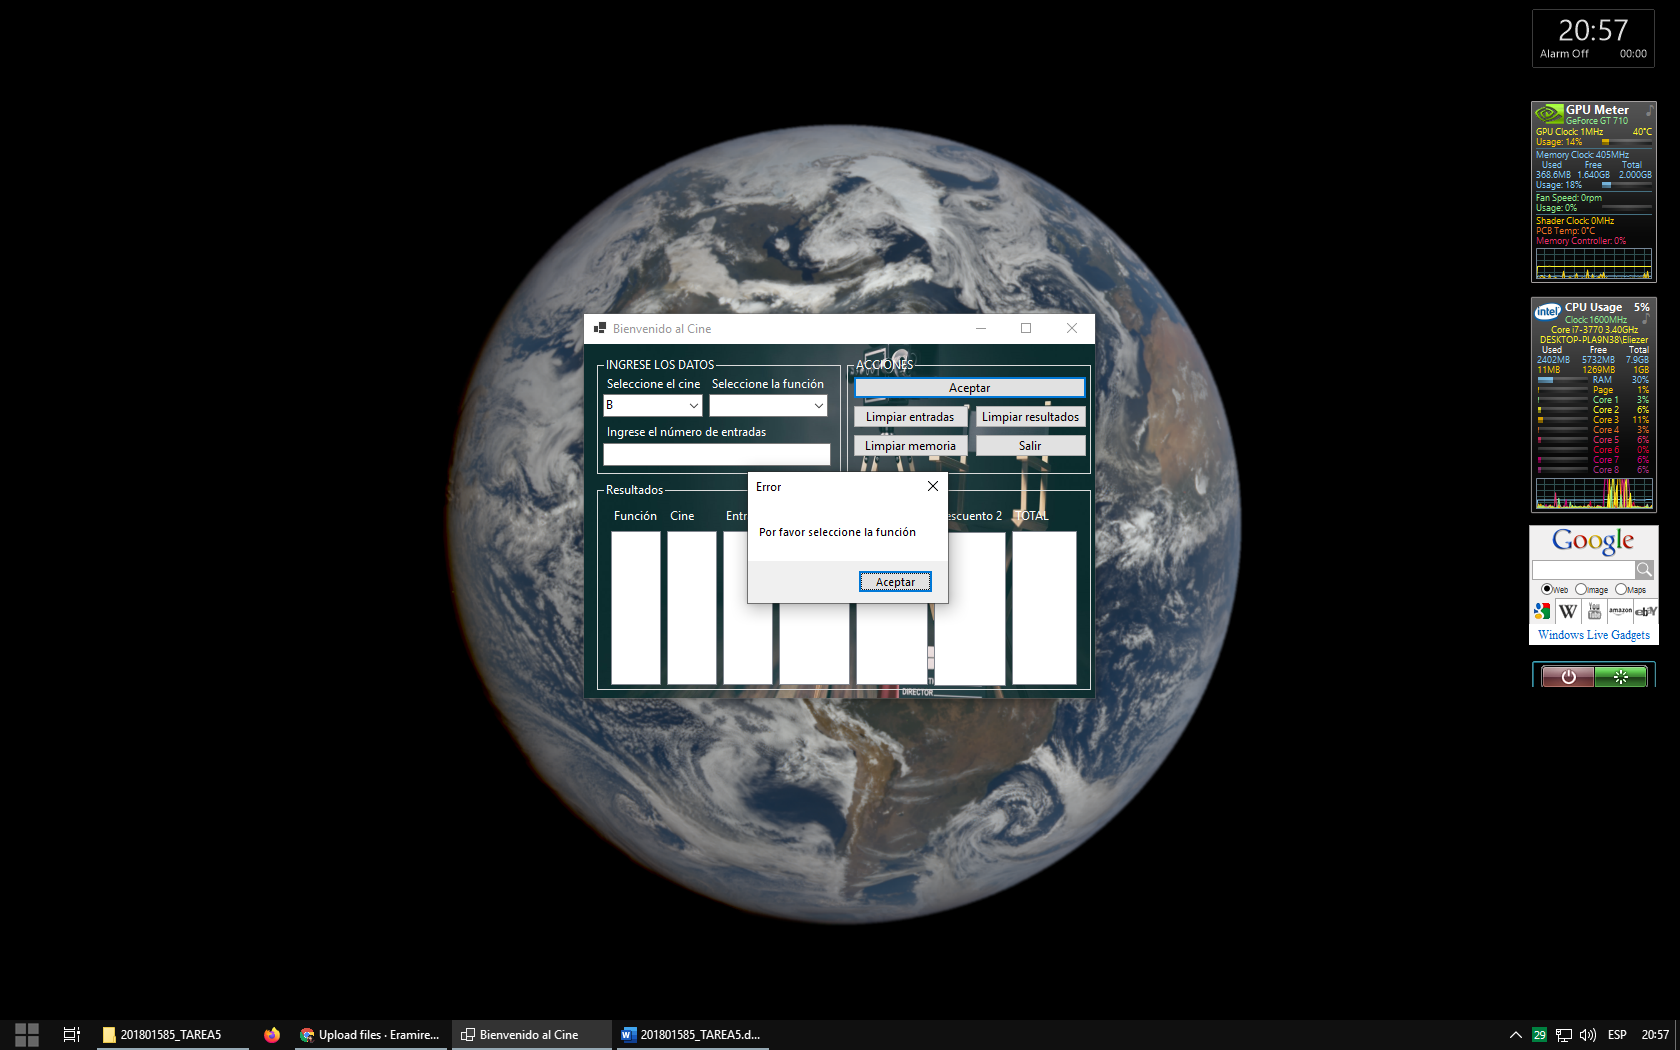 20:57
Alarm Off 00:00
GPU Meter
GeForce GT 710
GPU Clock: 1MHz 40°C
Usage: 14%
Memory Clock: 405MHz
Used Free Total
368.6MB 1.640GB 2.000GB
Usage: 18%
Fan Speed: 0rpm
Usage: 0%
Shader Clock: 0MHz
PCB Temp: 0°C
Memory Controller: 0%
intel CPU Usage 5%
Clock: 1600MHz
Core i7-3770 3.40GHz
DESKTOP-PLA9N38\Eliezer
Used Free Total
2402MB 5732MB 7.9GB
11MB 1269MB 1GB
RAM 30%
Page 1%
Core 1 3%
Core 2 6%
Core 3 11%
Core 4 3%
Core 5 6%
Core 6 0%
Core 7 6%
Core 8 6%
Google
Web Image Maps
W You Tube amazon ebY
Windows Live Gadgets
Bienvenido al Cine
INGRESE LOS DATOS
Seleccione el cine Seleccione la función
B
Ingrese el número de entradas
ACCIONES
Aceptar
Limpiar entradas Limpiar resultados
Limpiar memoria Salir
Resultados
Función Cine Entr escuento 2 TOTAL
Error
Por favor seleccione la función
Aceptar
DIRECTOR
201801585_TAREA5
Upload files · Eramire...
Bienvenido al Cine
201801585_TAREA5.d...
29
ESP
20:57